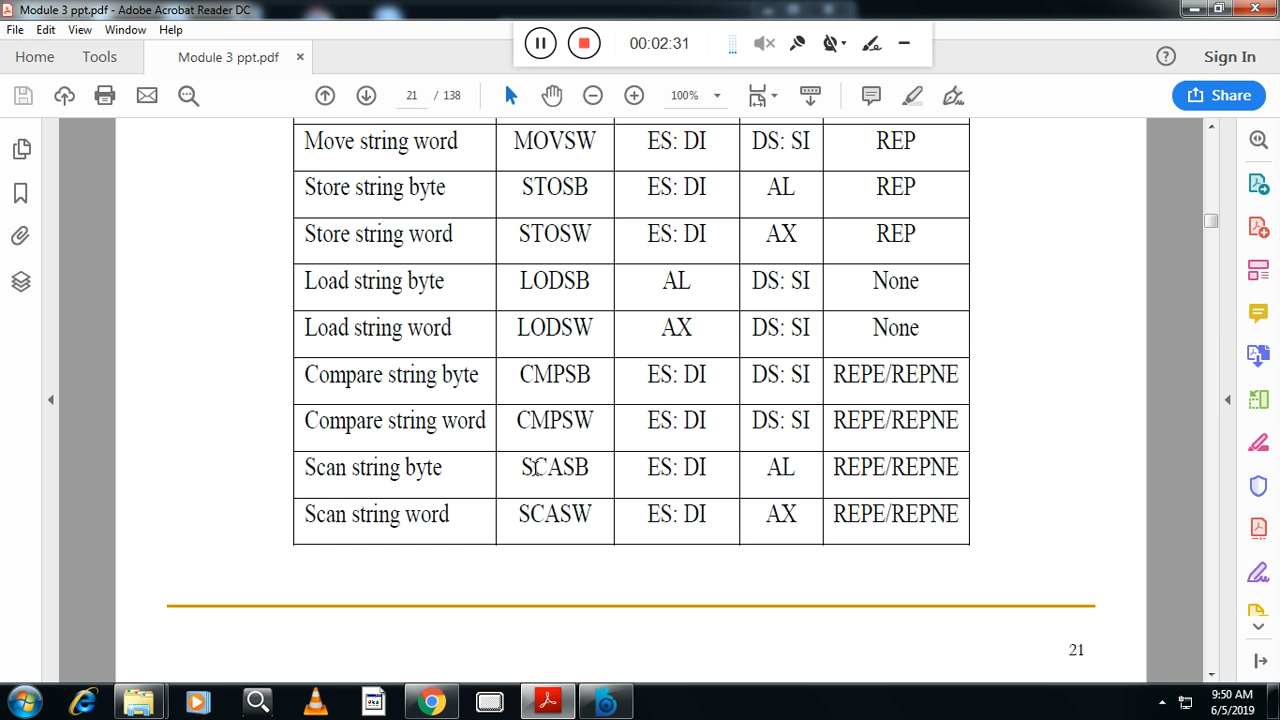 Module 3 ppt.pdf - Adobe Acrobat Reader DC
File Edit View Window Help
00:02:31
Home Tools Module 3 ppt.pdf × Sign In
21 / 138 100% Share
Move string word MOVSW ES: DI DS: SI REP
Store string byte STOSB ES: DI AL REP
Store string word STOSW ES: DI AX REP
Load string byte LODSB AL DS: SI None
Load string word LODSW AX DS: SI None
Compare string byte CMPSB ES: DI DS: SI REPE/REPNE
Compare string word CMPSW ES: DI DS: SI REPE/REPNE
Scan string byte SCASB ES: DI AL REPE/REPNE
Scan string word SCASW ES: DI AX REPE/REPNE
21
9:50 AM
6/5/2019